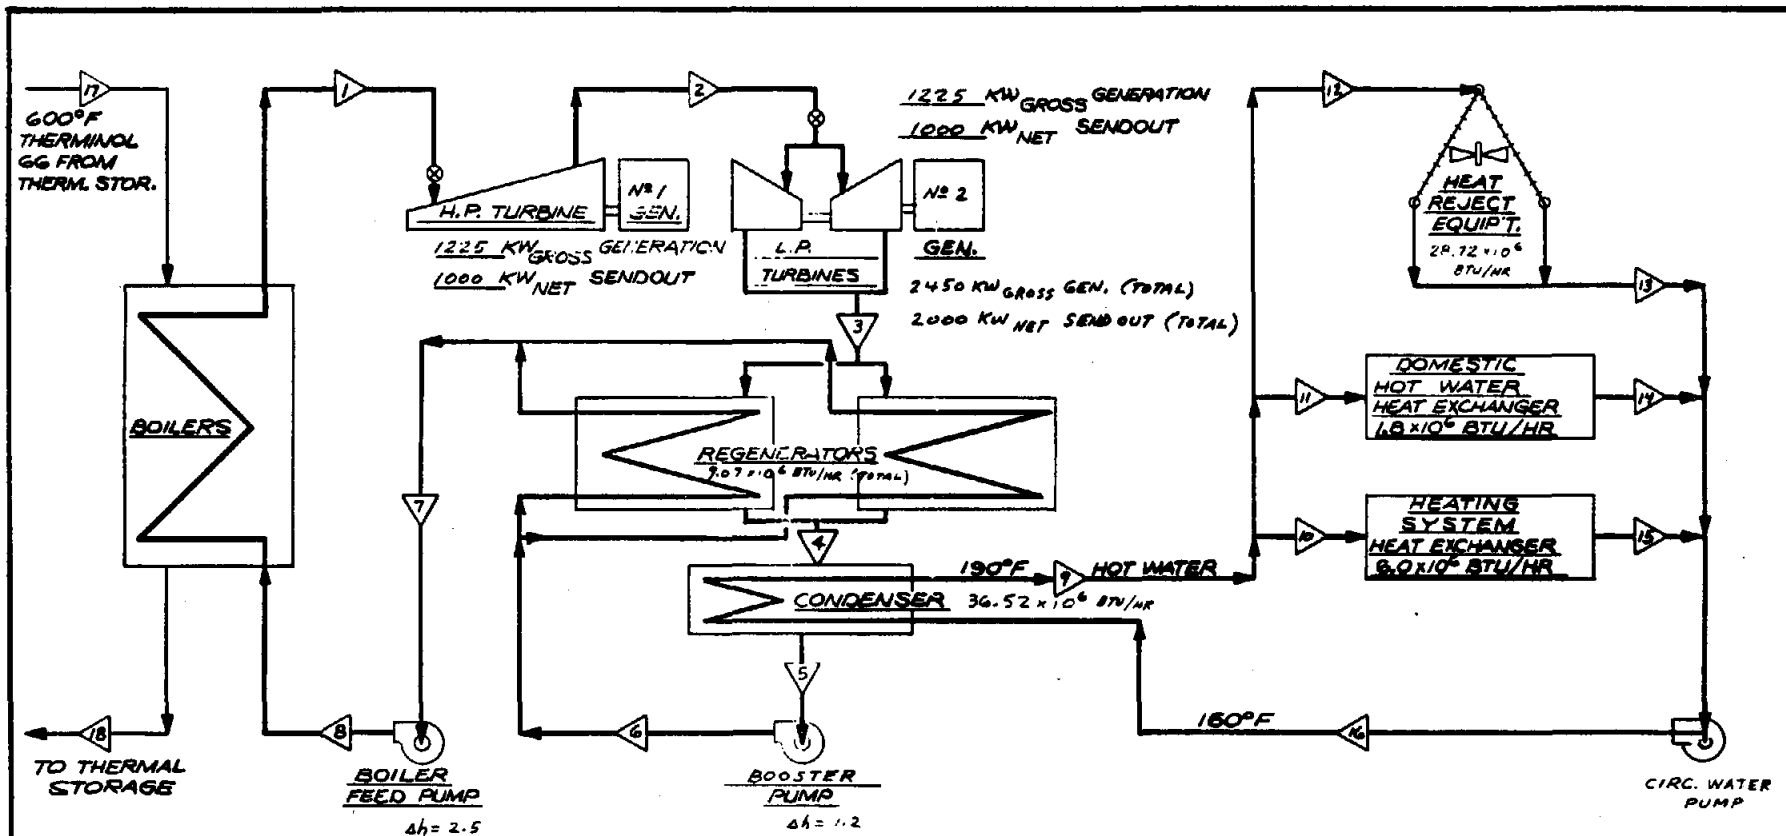 17
600°F
THERMINOL
66 FROM
THERM. STOR.
1
2
1225 KW GROSS GENERATION
1000 KW NET SENDOUT
12
Nº 1
GEN.
H.P. TURBINE
1225 KW GROSS GENERATION
1000 KW NET SENDOUT
Nº 2
GEN.
L.P.
TURBINES
2450 KW GROSS GEN. (TOTAL)
2000 KW NET SENDOUT (TOTAL)
HEAT
REJECT
EQUIP'T.
28.72 × 10⁶
BTU/HR
13
3
BOILERS
REGENERATORS
9.07 × 10⁶ BTU/HR (TOTAL)
11
DOMESTIC
HOT WATER
HEAT EXCHANGER
1.8 × 10⁶ BTU/HR
14
7
4
10
HEATING
SYSTEM
HEAT EXCHANGER
6.0 × 10⁶ BTU/HR
15
190°F
9
HOT WATER
CONDENSER
36.52 × 10⁶ BTU/HR
5
18
TO THERMAL
STORAGE
8
BOILER
FEED PUMP
Δh = 2.5
6
BOOSTER
PUMP
Δh = 1.2
160°F
16
CIRC. WATER
PUMP